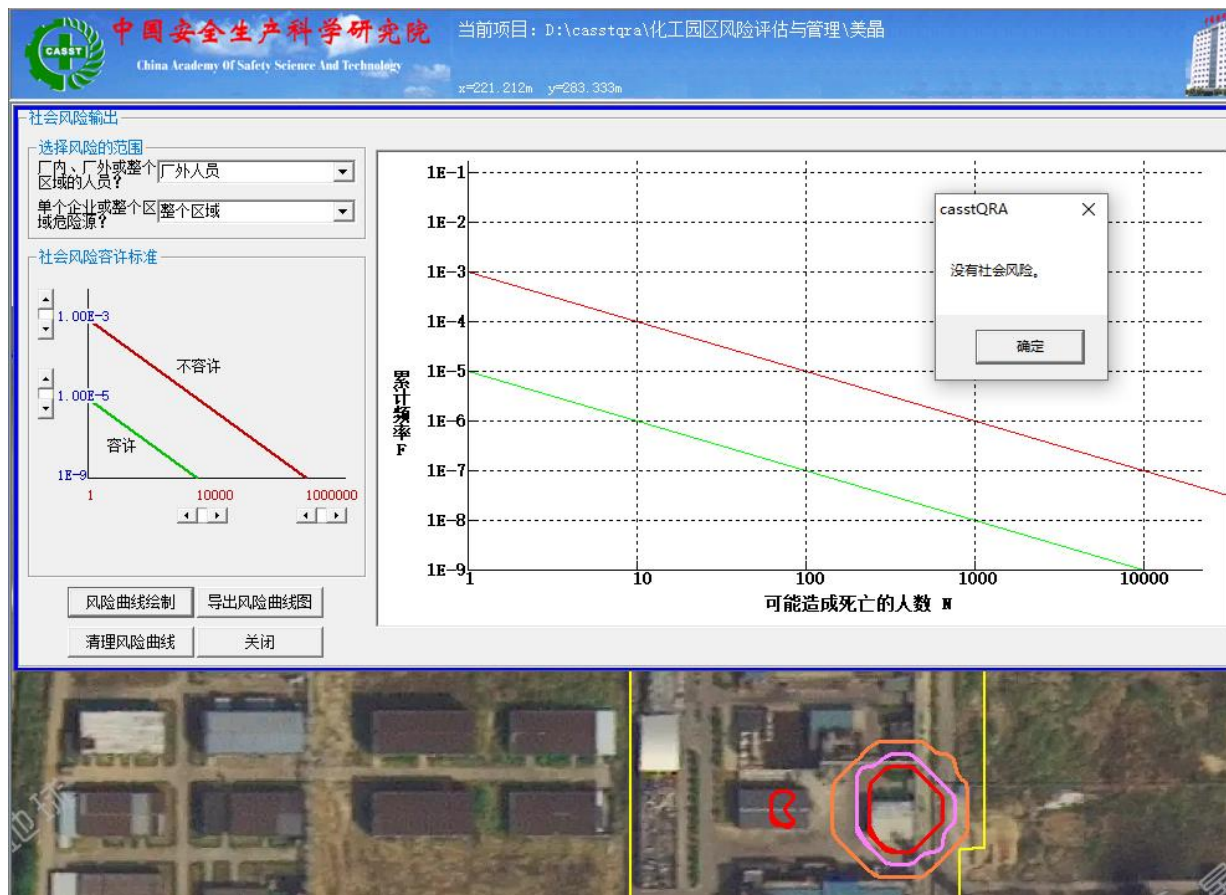 CASST
中国安全生产科学研究院
China Academy Of Safety Science And Technology
当前项目: D:\casstqra\化工园区风险评估与管理\美晶
x=221.212m y=283.333m
社会风险输出
选择风险的范围
厂内、厂外或整个
区域的人员?
厂外人员
单个企业或整个区
域危险源?
整个区域
社会风险容许标准
1.00E-3
不容许
1.00E-5
容许
1E-9
1
10000
1000000
风险曲线绘制
导出风险曲线图
清理风险曲线
关闭
1E-1
1E-2
1E-3
1E-4
1E-5
1E-6
1E-7
1E-8
1E-9
累计频率 F
1
10
100
1000
10000
可能造成死亡的人数 N
casstQRA
没有社会风险。
确定